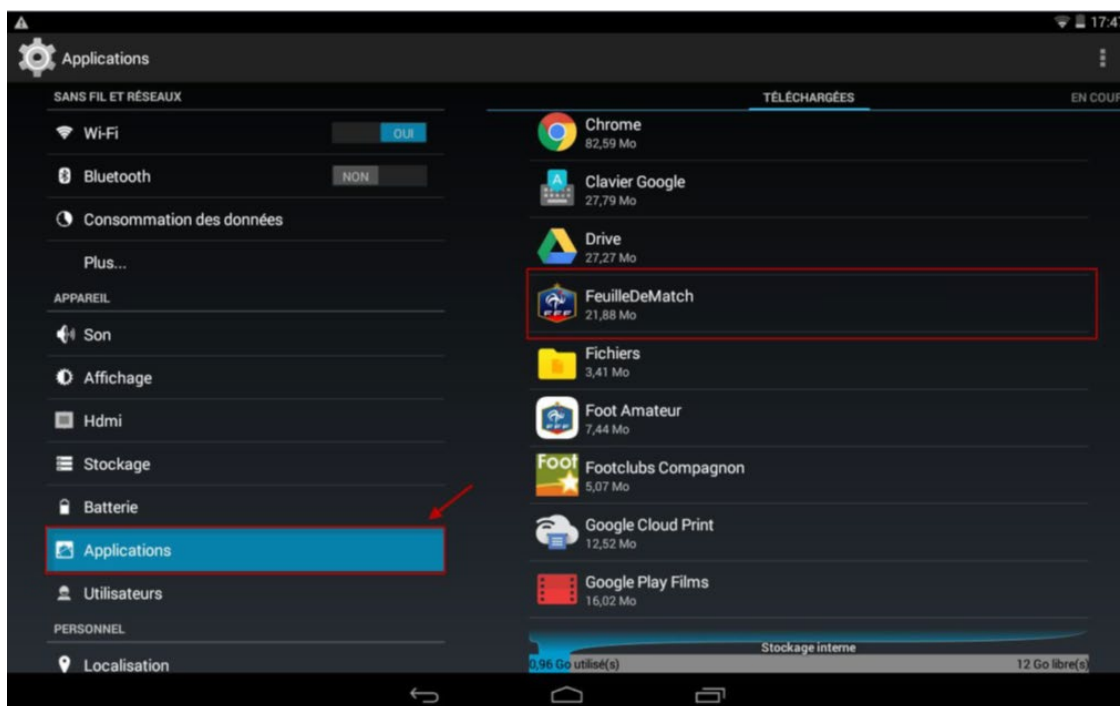 17:47
Applications
SANS FIL ET RÉSEAUX
Wi-Fi
OUI
Bluetooth
NON
Consommation des données
Plus...
APPAREIL
Son
Affichage
Hdmi
Stockage
Batterie
Applications
Utilisateurs
PERSONNEL
Localisation
TÉLÉCHARGÉES
EN COUR
Chrome
82,59 Mo
Clavier Google
27,79 Mo
Drive
27,27 Mo
FeuilleDeMatch
21,88 Mo
Fichiers
3,41 Mo
Foot Amateur
7,44 Mo
Foot
Footclubs Compagnon
5,07 Mo
Google Cloud Print
12,52 Mo
Google Play Films
16,02 Mo
Stockage interne
0,96 Go utilisé(s)
12 Go libre(s)